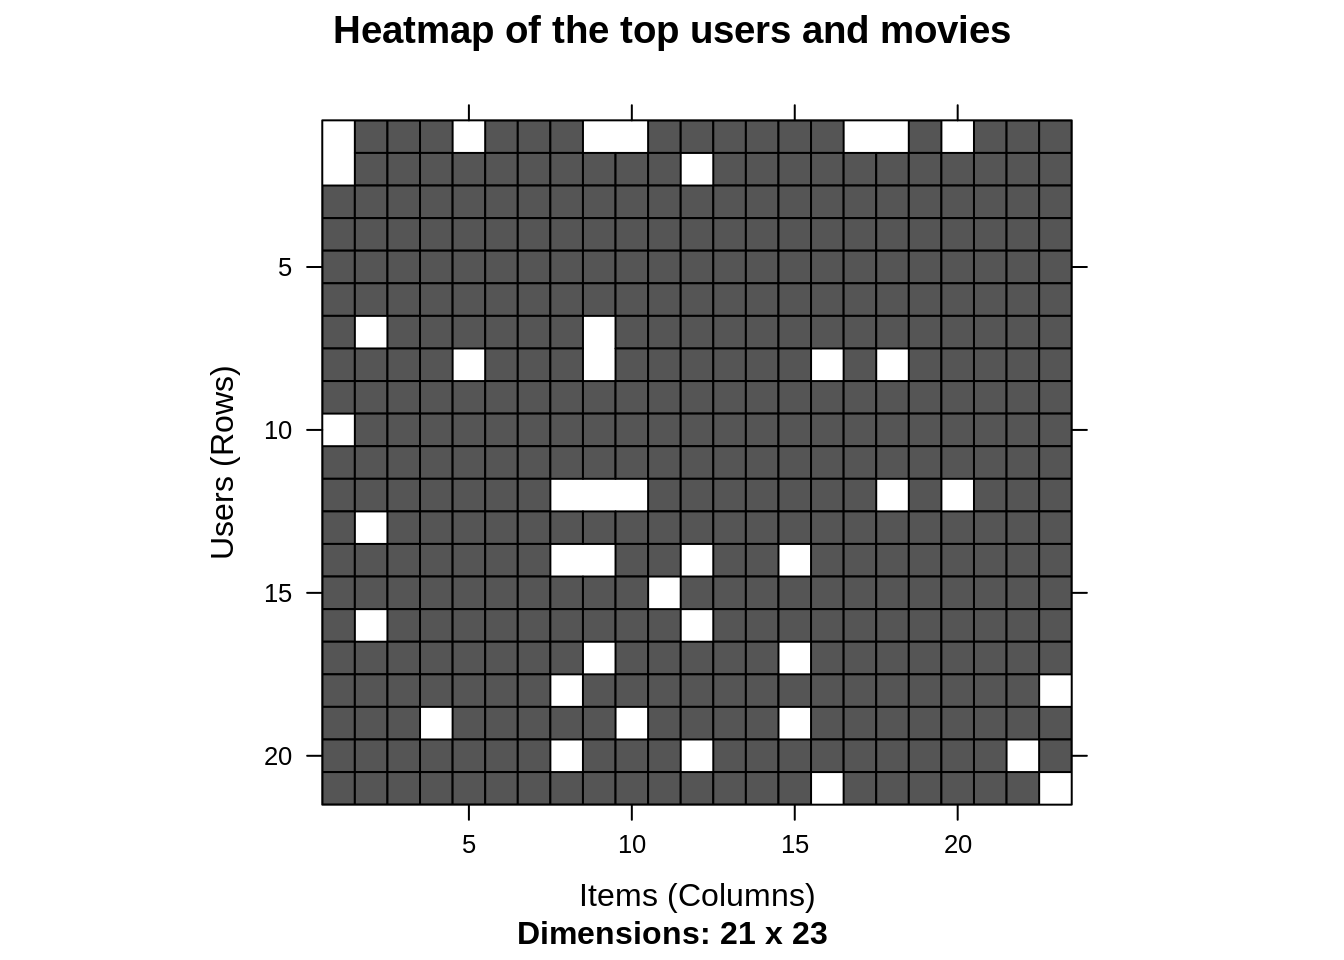 Heatmap of the top users and movies
5
10
15
20
Users (Rows)
5 10 15 20
Items (Columns)
Dimensions: 21 x 23